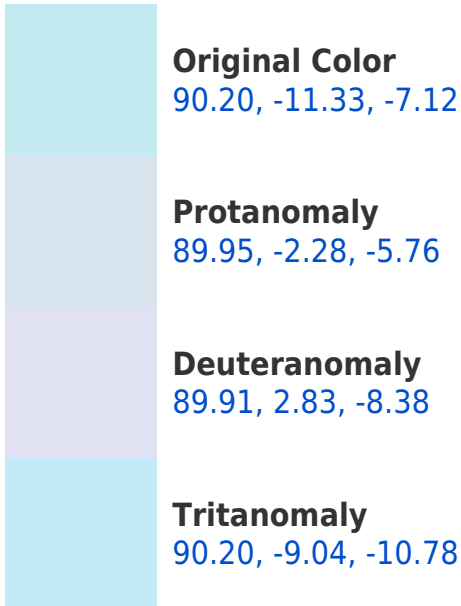 Original Color
90.20, -11.33, -7.12
Protanomaly
89.95, -2.28, -5.76
Deuteranomaly
89.91, 2.83, -8.38
Tritanomaly
90.20, -9.04, -10.78